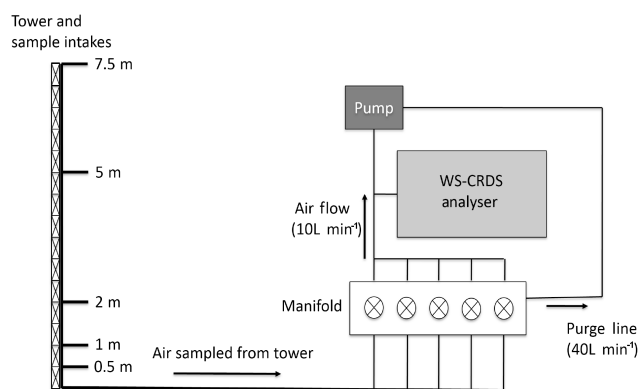 Tower and
sample intakes
7.5 m
5 m
2 m
1 m
0.5 m
Air sampled from tower
Pump
WS-CRDS
analyser
Air flow
(10L min⁻¹)
Manifold
Purge line
(40L min⁻¹)